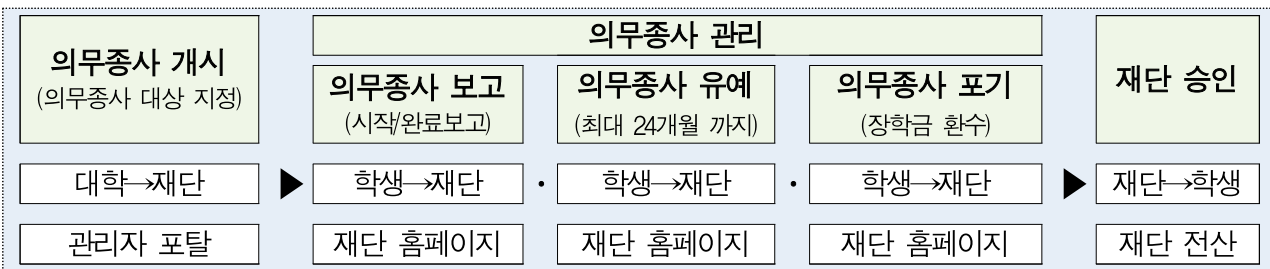 의무종사 개시
(의무종사 대상 지정)
의무종사 관리
의무종사 보고
(시작/완료보고)
의무종사 유예
(최대 24개월 까지)
의무종사 포기
(장학금 환수)
재단 승인
대학→재단
▶
학생→재단
·
학생→재단
·
학생→재단
▶
재단→학생
관리자 포탈
재단 홈페이지
재단 홈페이지
재단 홈페이지
재단 전산